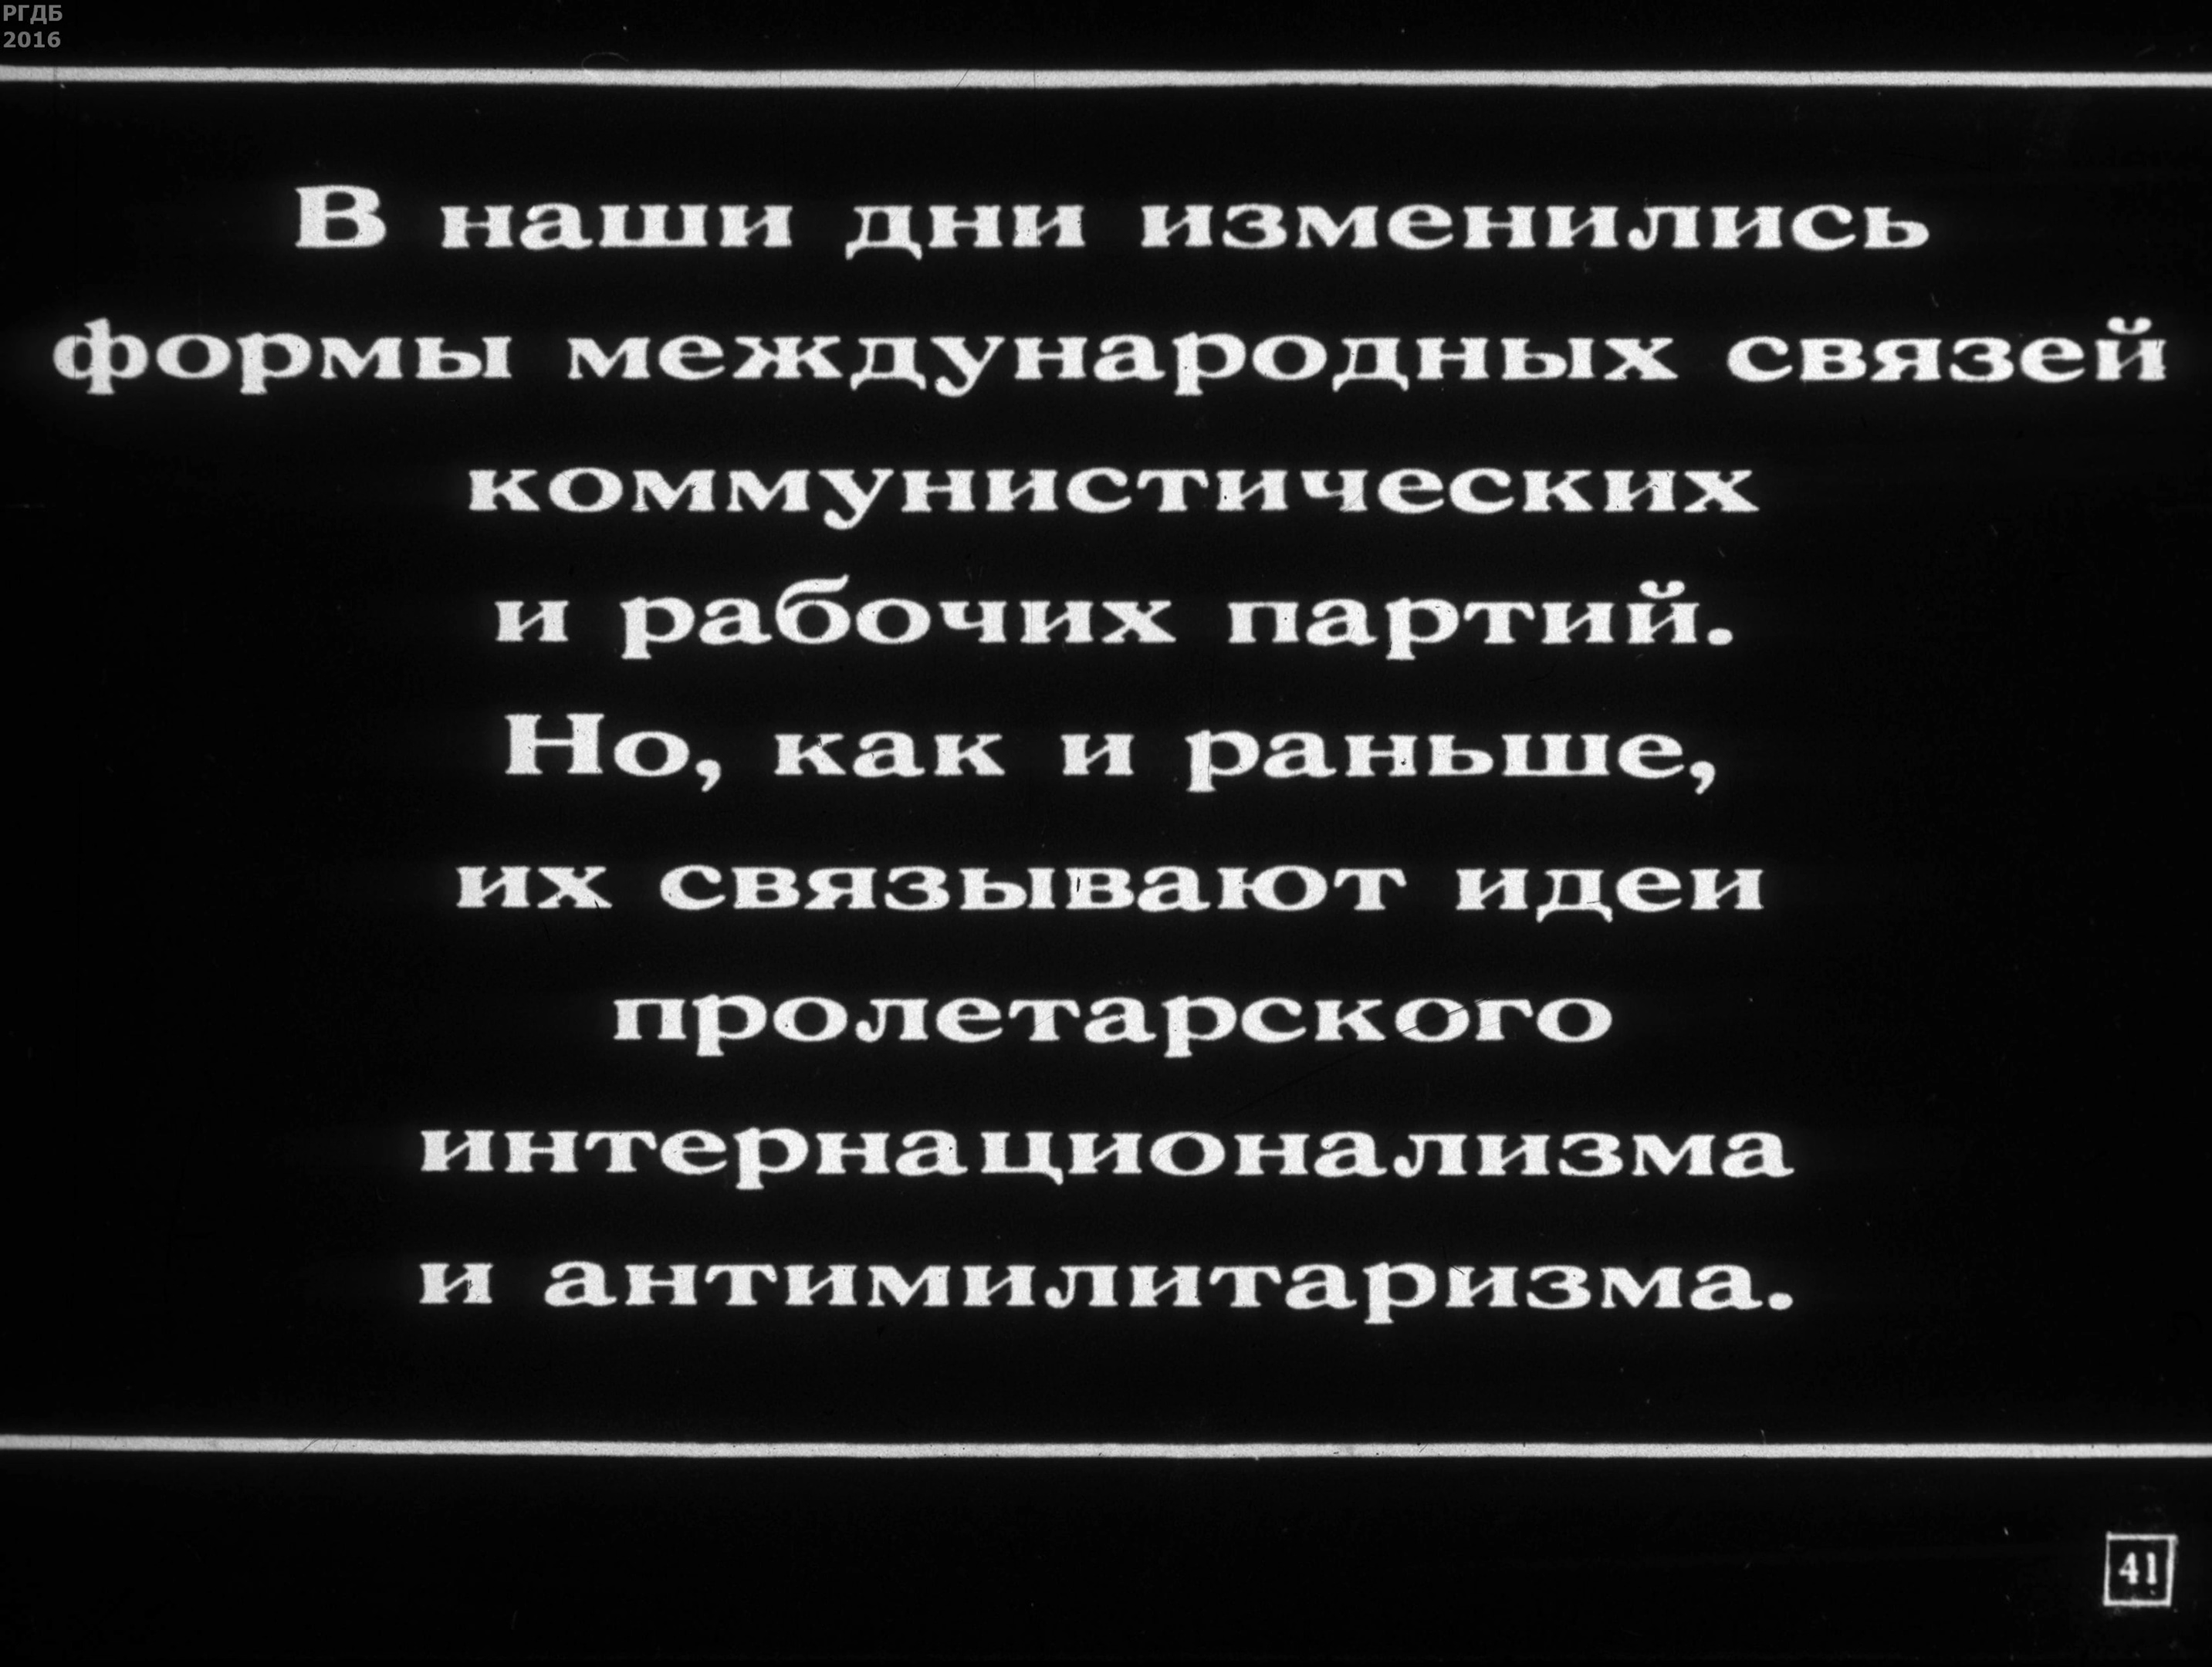 РГДБ
2016
В наши дни изменились
формы международных связей
коммунистических
и рабочих партий.
Но, как и раньше,
их связывают идеи
пролетарского
интернационализма
и антимилитаризма.
41